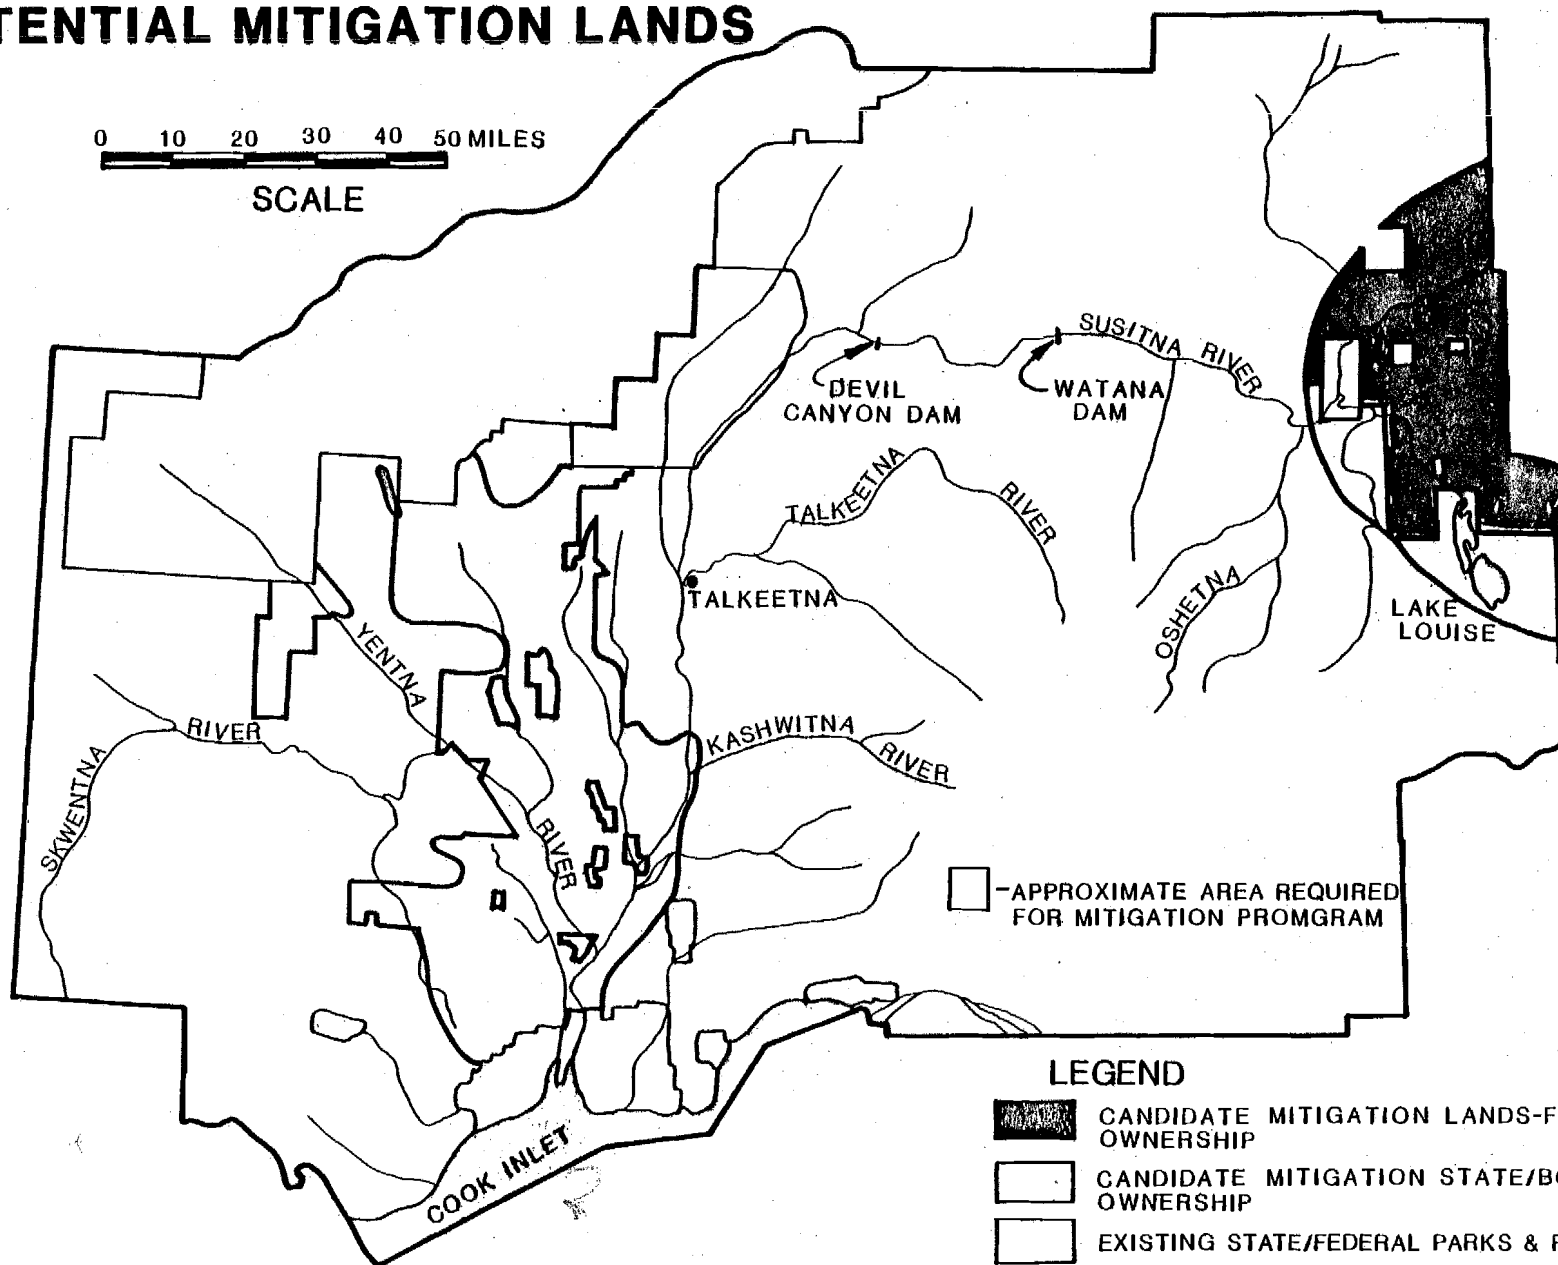 TENTIAL MITIGATION LANDS
0 10 20 30 40 50 MILES
SCALE
SUSITNA RIVER
DEVIL
CANYON DAM
WATANA
DAM
TALKEETNA RIVER
TALKEETNA
OSHETNA
LAKE
LOUISE
YENTNA
RIVER
SKWENTNA
RIVER
KASHWITNA
RIVER
-APPROXIMATE AREA REQUIRED
FOR MITIGATION PROMGRAM
COOK INLET
LEGEND
CANDIDATE MITIGATION LANDS-F
OWNERSHIP
CANDIDATE MITIGATION STATE/BO
OWNERSHIP
EXISTING STATE/FEDERAL PARKS &